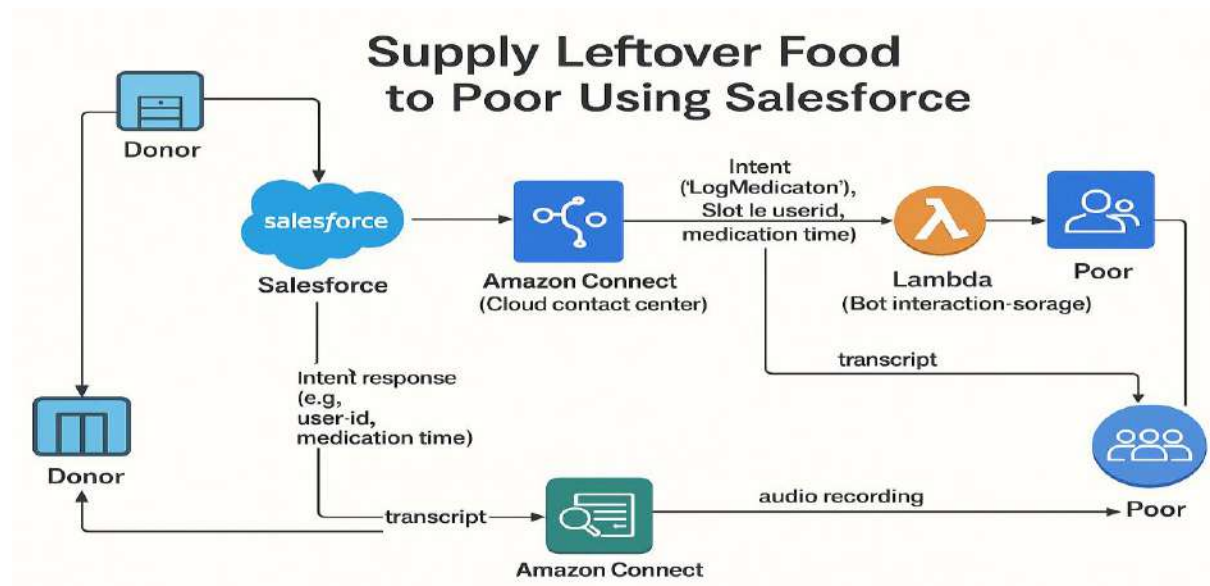 Supply Leftover Food
to Poor Using Salesforce
Donor
salesforce
Salesforce
Amazon Connect
(Cloud contact center)
Intent
('LogMedicaton'),
Slot le userid,
medication time)
Lambda
(Bot interaction-sorage)
Poor
transcript
Intent response
(e.g,
user-id,
medication time)
Donor
transcript
Amazon Connect
audio recording
Poor